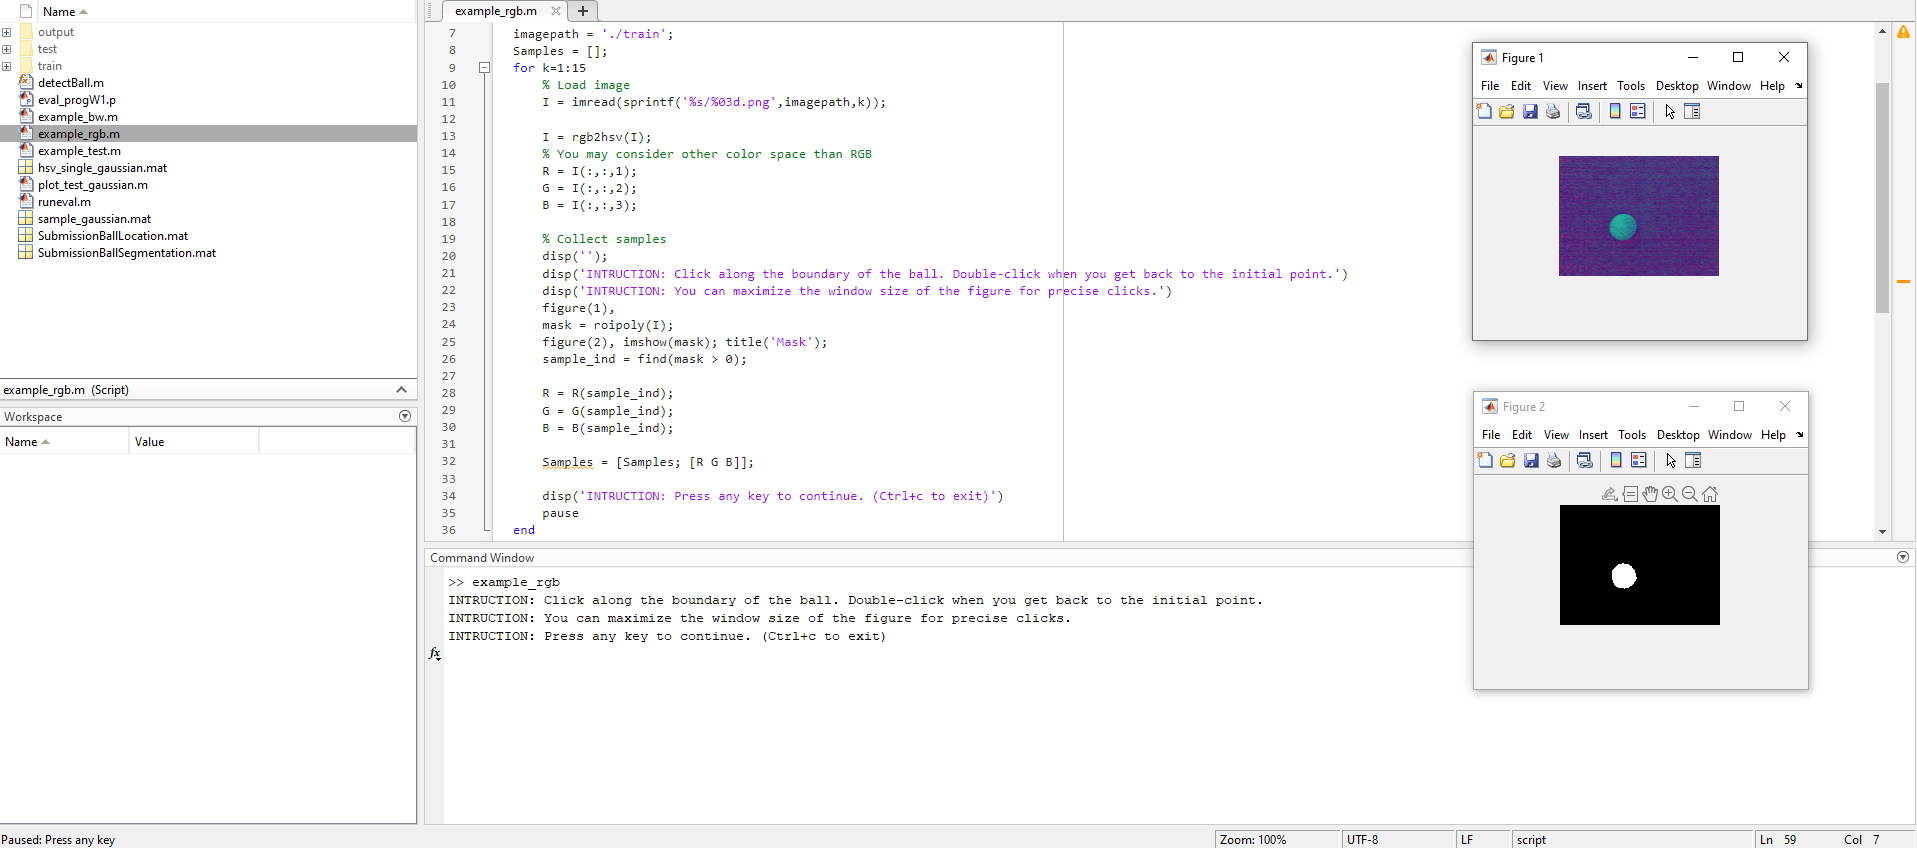 Name
output
test
train
detectBall.m
eval_progW1.p
example_bw.m
example_rgb.m
example_test.m
hsv_single_gaussian.mat
plot_test_gaussian.m
runeval.m
sample_gaussian.mat
SubmissionBallLocation.mat
SubmissionBallSegmentation.mat
example_rgb.m (Script)
Workspace
Name Value
Paused: Press any key
example_rgb.m
7 imagepath = './train';
8 Samples = [];
9 for k=1:15
10 % Load image
11 I = imread(sprintf('%s/%03d.png',imagepath,k));
12
13 I = rgb2hsv(I);
14 % You may consider other color space than RGB
15 R = I(:,:,1);
16 G = I(:,:,2);
17 B = I(:,:,3);
18
19 % Collect samples
20 disp('');
21 disp('INTRUCTION: Click along the boundary of the ball. Double-click when you get back to the initial point.')
22 disp('INTRUCTION: You can maximize the window size of the figure for precise clicks.')
23 figure(1),
24 mask = roipoly(I);
25 figure(2), imshow(mask); title('Mask');
26 sample_ind = find(mask > 0);
27
28 R = R(sample_ind);
29 G = G(sample_ind);
30 B = B(sample_ind);
31
32 Samples = [Samples; [R G B]];
33
34 disp('INTRUCTION: Press any key to continue. (Ctrl+c to exit)')
35 pause
36 end
Command Window
>> example_rgb
INTRUCTION: Click along the boundary of the ball. Double-click when you get back to the initial point.
INTRUCTION: You can maximize the window size of the figure for precise clicks.
INTRUCTION: Press any key to continue. (Ctrl+c to exit)
fx
Figure 1
File Edit View Insert Tools Desktop Window Help
Figure 2
File Edit View Insert Tools Desktop Window Help
Zoom: 100% UTF-8 LF script Ln 59 Col 7